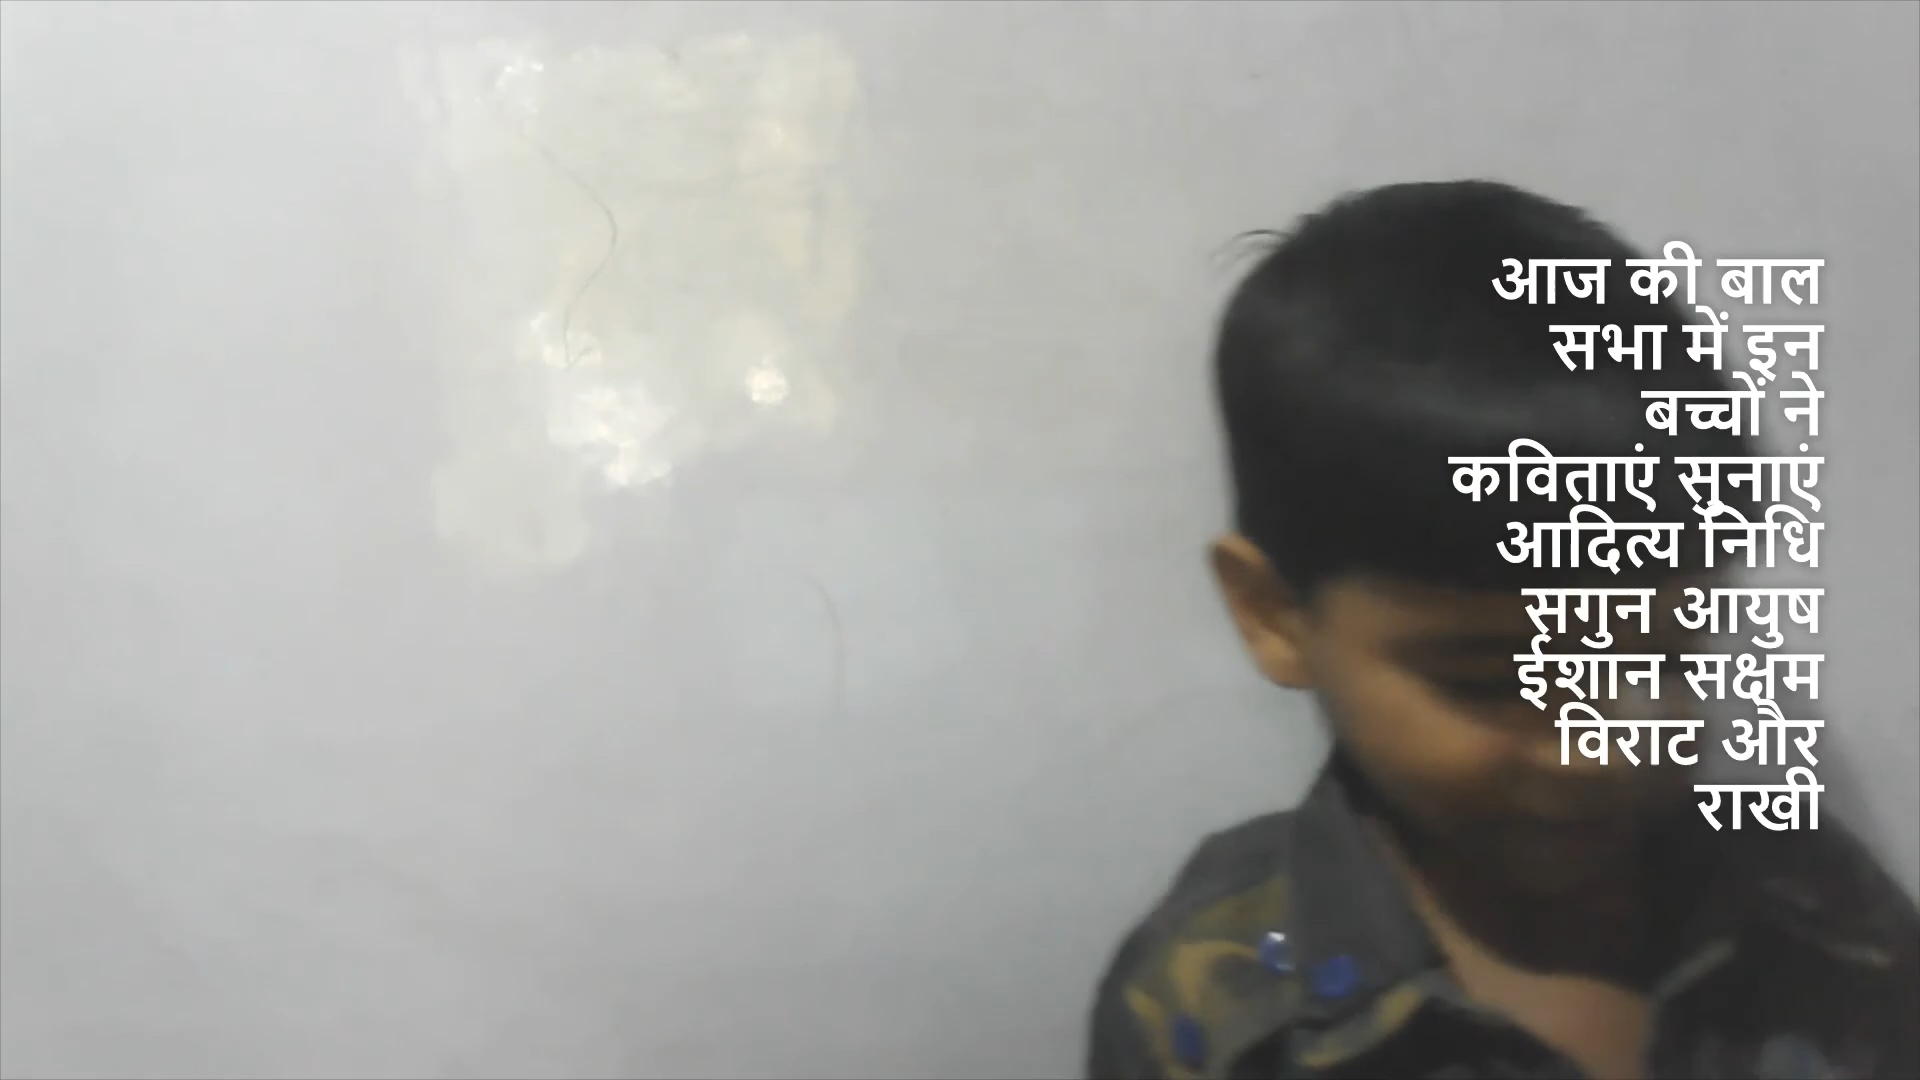 आज की बाल
सभा में इन
बच्चों ने
कविताएं सुनाएं
आदित्य निधि
सगुन आयुष
ईशान सक्षम
विराट और
राखी